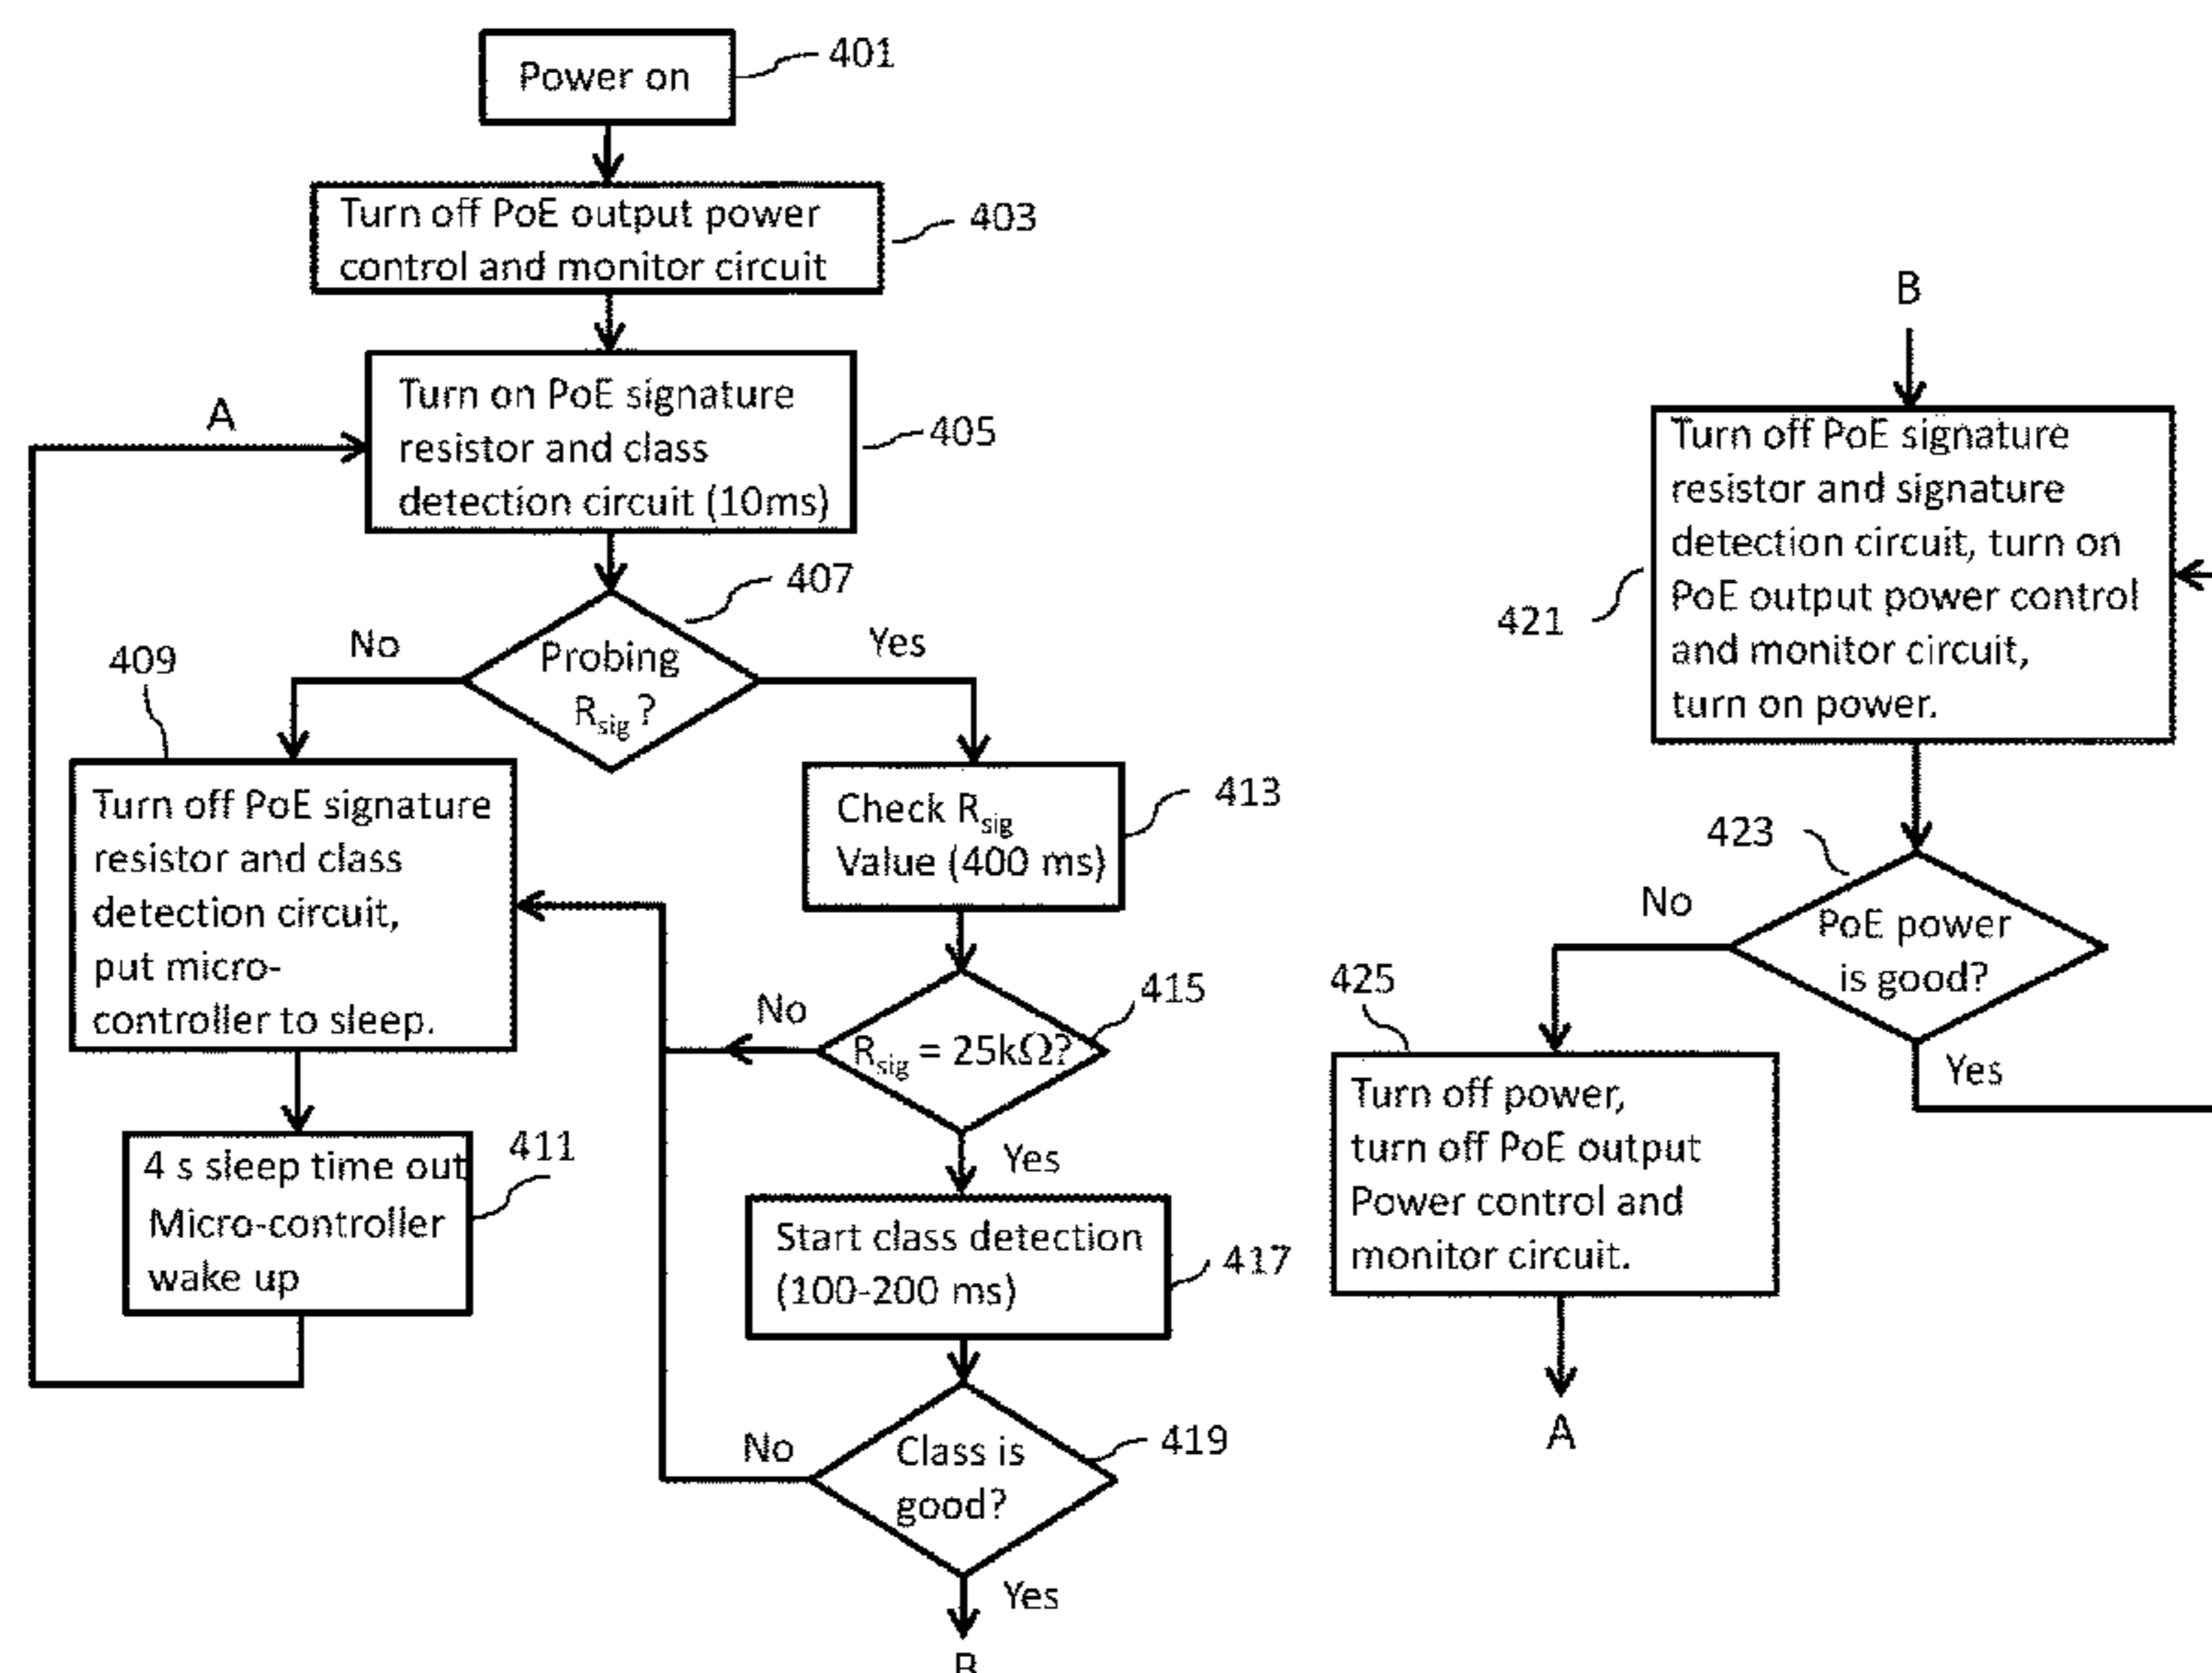 Power on
401
Turn off PoE output power
control and monitor circuit
403
A
Turn on PoE signature
resistor and class
detection circuit (10ms)
405
407
No
Probing
Rsig ?
Yes
409
Turn off PoE signature
resistor and class
detection circuit,
put micro-
controller to sleep.
4 s sleep time out
Micro-controller
wake up
411
Check Rsig
Value (400 ms)
413
No
Rsig = 25kΩ?
415
Yes
Start class detection
(100-200 ms)
417
No
Class is
good?
419
Yes
B
B
Turn off PoE signature
resistor and signature
detection circuit, turn on
PoE output power control
and monitor circuit,
turn on power.
421
423
No
PoE power
is good?
Yes
425
Turn off power,
turn off PoE output
Power control and
monitor circuit.
A